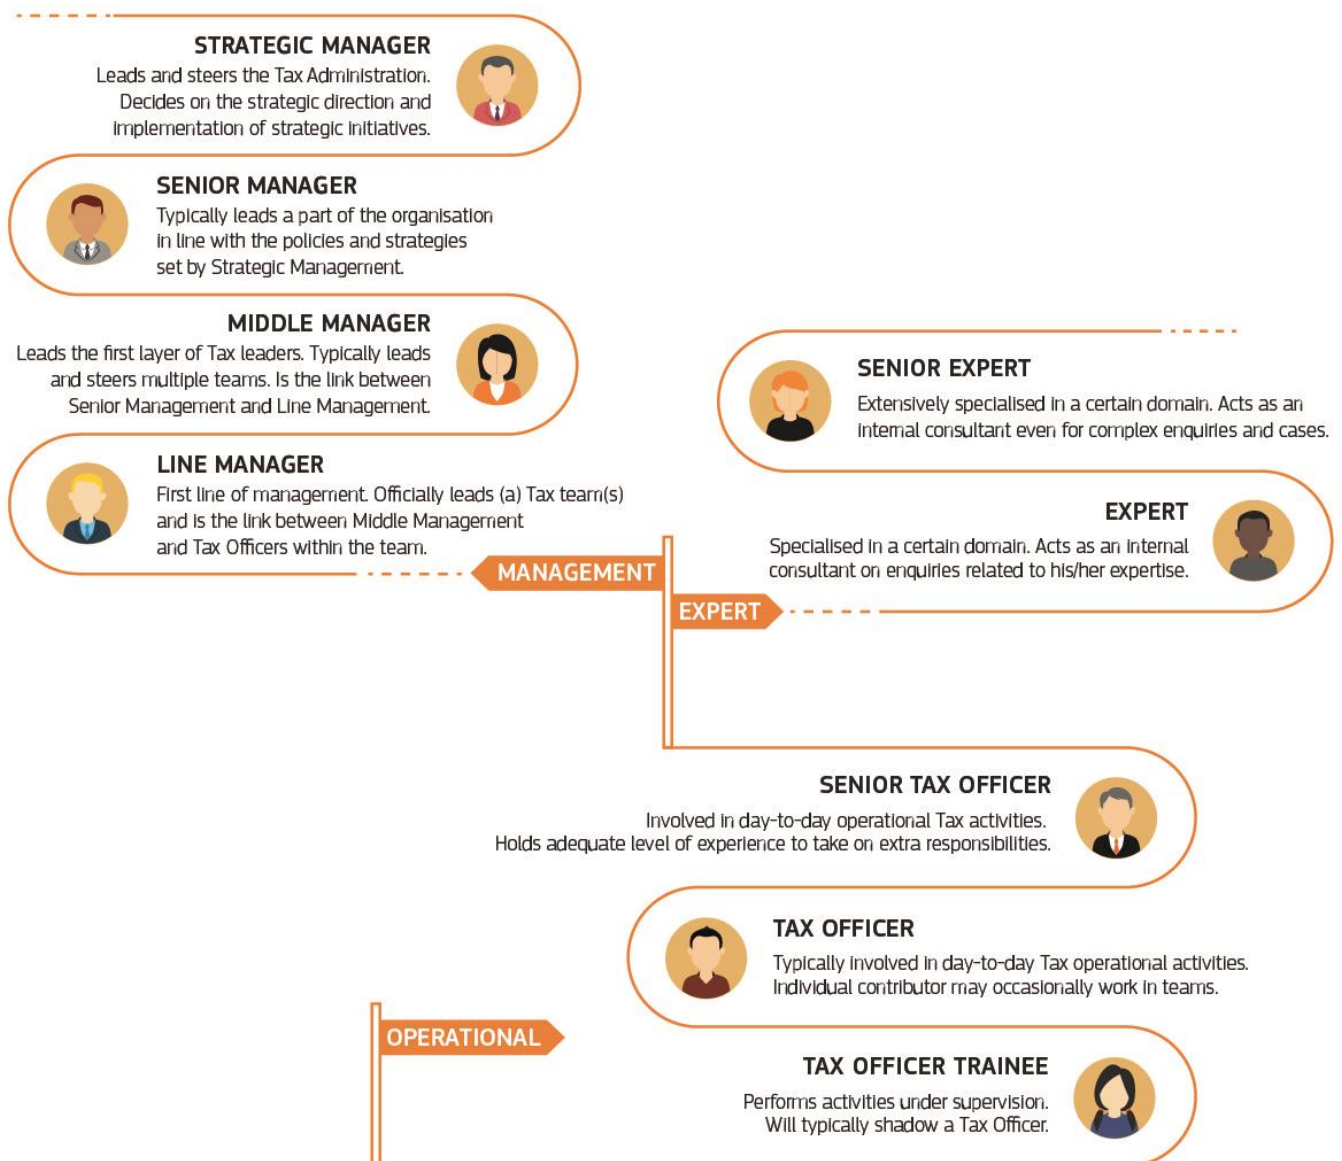 STRATEGIC MANAGER
Leads and steers the Tax Administration.
Decides on the strategic direction and
implementation of strategic initiatives.
SENIOR MANAGER
Typically leads a part of the organisation
in line with the policies and strategies
set by Strategic Management.
MIDDLE MANAGER
Leads the first layer of Tax leaders. Typically leads
and steers multiple teams. Is the link between
Senior Management and Line Management.
LINE MANAGER
First line of management. Officially leads (a) Tax team(s)
and is the link between Middle Management
and Tax Officers within the team.
MANAGEMENT
SENIOR EXPERT
Extensively specialised in a certain domain. Acts as an
internal consultant even for complex enquiries and cases.
EXPERT
Specialised in a certain domain. Acts as an internal
consultant on enquiries related to his/her expertise.
EXPERT
SENIOR TAX OFFICER
Involved in day-to-day operational Tax activities.
Holds adequate level of experience to take on extra responsibilities.
TAX OFFICER
Typically involved in day-to-day Tax operational activities.
Individual contributor may occasionally work in teams.
OPERATIONAL
TAX OFFICER TRAINEE
Performs activities under supervision.
Will typically shadow a Tax Officer.